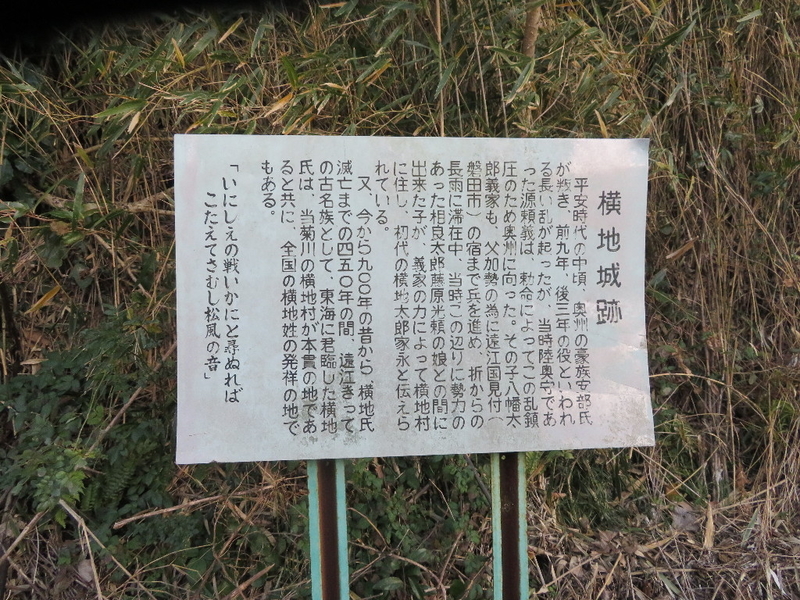 横地城跡
平安時代の中頃、奥州の豪族安部氏
が叛き、前九年、後三年の役といわれ
る長い乱が起ったが、当時陸奥守であ
った源頼義は、勅命によってこの乱鎮
圧のため奥州に向った。その子八幡太
郎義家も、父加勢の為に遠江国見付（
磐田市）の宿まで兵を進め、折からの
長雨に滞在中、当時この辺りに勢力の
あった相良太郎藤原光頼の娘との間に
出来た子が、義家の力によって横地村
に住し、初代の横地太郎家永と伝えら
れている。
又、今から九〇〇年の昔から、横地氏
滅亡までの四五〇年の間、遠江きって
の古名族として、東海に君臨した横地
氏は、当菊川の横地村が本貫の地であ
ると共に、全国の横地姓の発祥の地で
もある。
「いにしえの戦いかにと尋ぬれば
こたえてさむし松風の音」